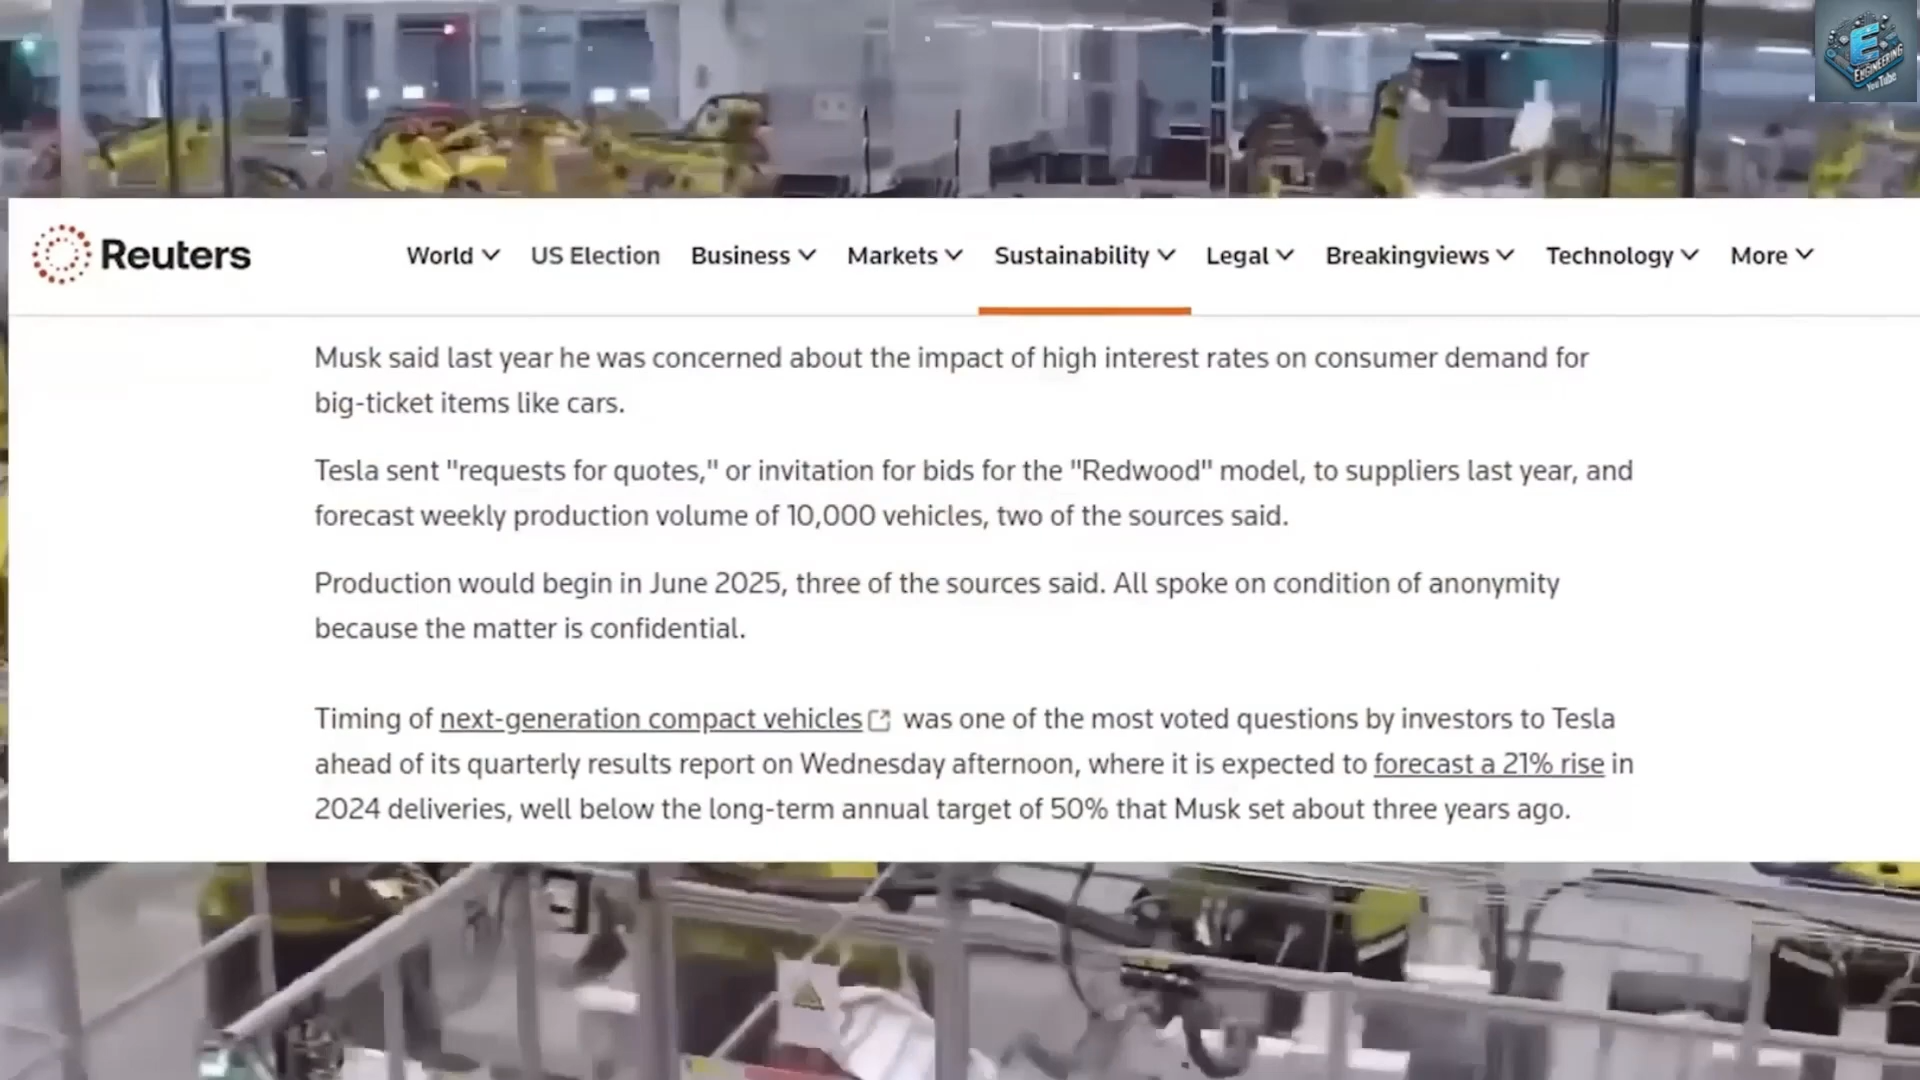 E
ENGINEERING
YouTube
Reuters
World
US Election
Business
Markets
Sustainability
Legal
Breakingviews
Technology
More
Musk said last year he was concerned about the impact of high interest rates on consumer demand for
big-ticket items like cars.
Tesla sent "requests for quotes," or invitation for bids for the "Redwood" model, to suppliers last year, and
forecast weekly production volume of 10,000 vehicles, two of the sources said.
Production would begin in June 2025, three of the sources said. All spoke on condition of anonymity
because the matter is confidential.
Timing of next-generation compact vehicles was one of the most voted questions by investors to Tesla
ahead of its quarterly results report on Wednesday afternoon, where it is expected to forecast a 21% rise in
2024 deliveries, well below the long-term annual target of 50% that Musk set about three years ago.